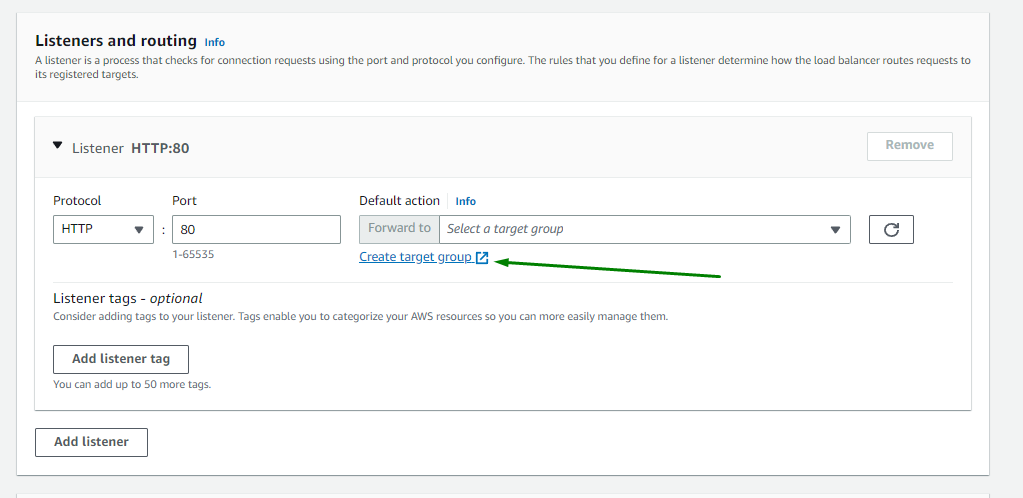 Listeners and routing Info
A listener is a process that checks for connection requests using the port and protocol you configure. The rules that you define for a listener determine how the load balancer routes requests to
its registered targets.
Listener HTTP:80
Remove
Protocol
Port
Default action Info
HTTP
:
80
Forward to
Select a target group
1-65535
Create target group
Listener tags - optional
Consider adding tags to your listener. Tags enable you to categorize your AWS resources so you can more easily manage them.
Add listener tag
You can add up to 50 more tags.
Add listener